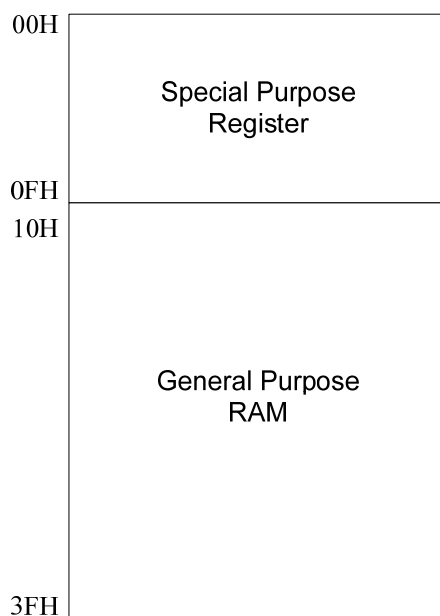 00H
Special Purpose
Register
0FH
10H
General Purpose
RAM
3FH